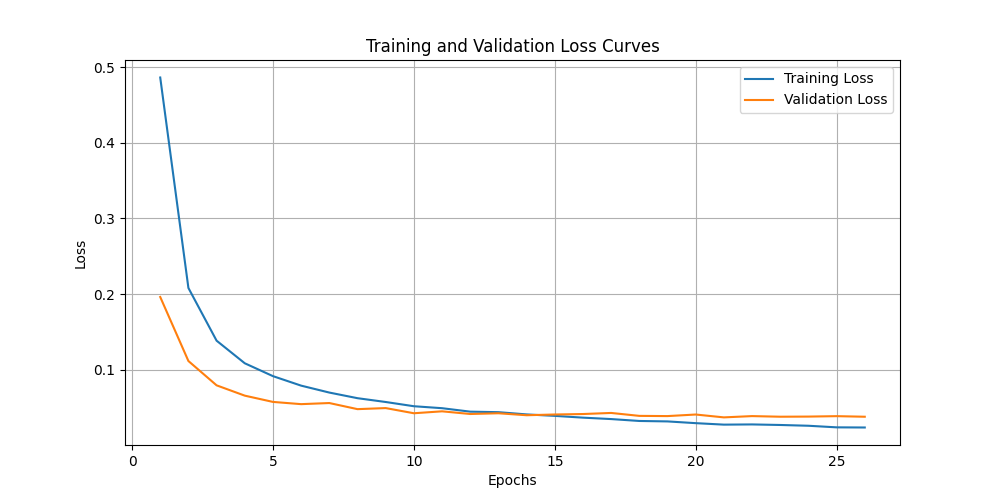 Training and Validation Loss Curves
Training Loss
Validation Loss
0.5
0.4
0.3
0.2
0.1
Loss
0 5 10 15 20 25
Epochs